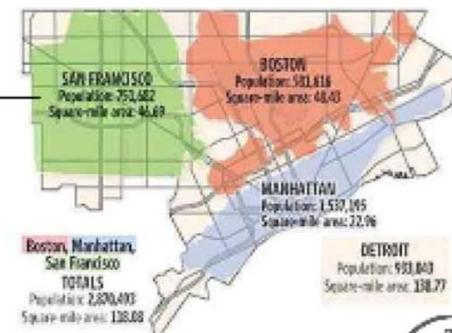 SAN FRANCISCO
Population: 751,682
Square-mile area: 46.69
BOSTON
Population: 581,616
Square-mile area: 48.43
MANHATTAN
Population: 1,537,195
Square-mile area: 22.96
Boston, Manhattan,
San Francisco
TOTALS
Population: 2,870,493
Square-mile area: 118.08
DETROIT
Population:
Square-mile area: 138.77